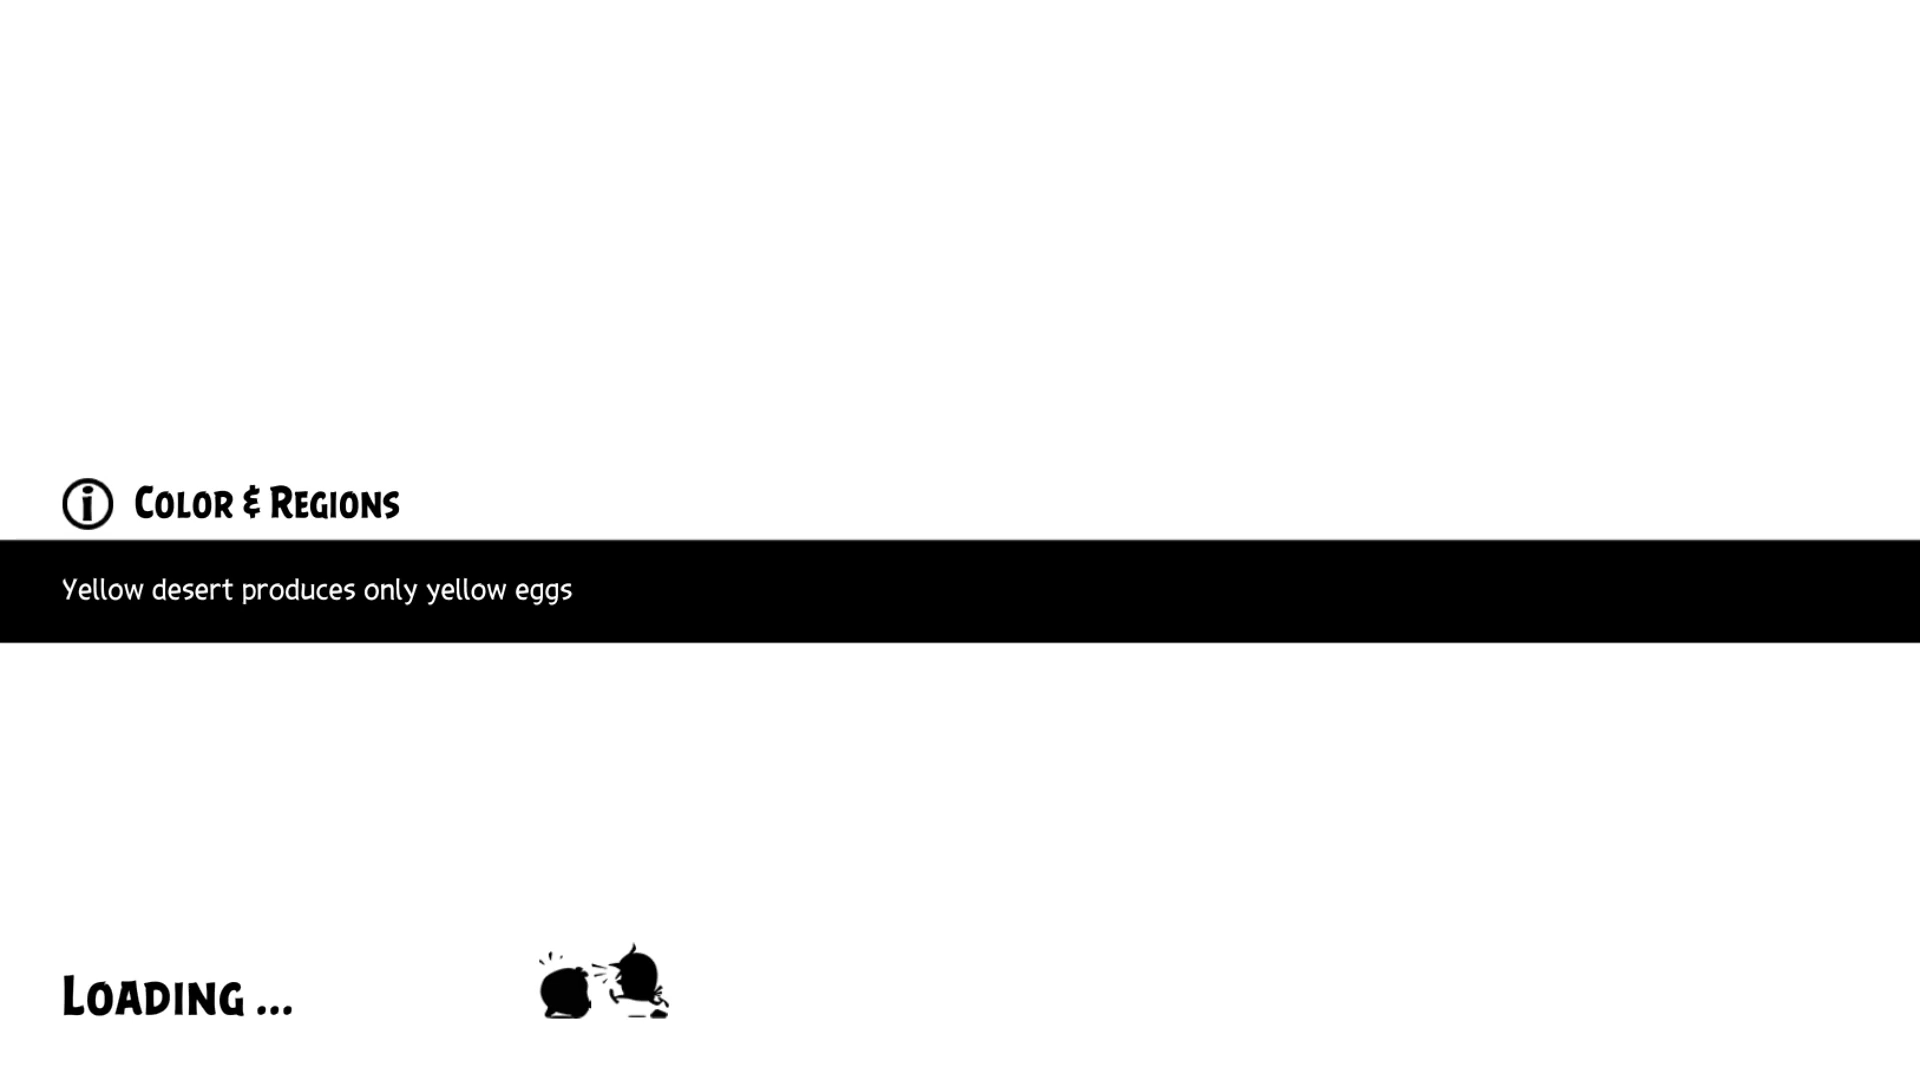 Color & Regions
Yellow desert produces only yellow eggs
Loading ...